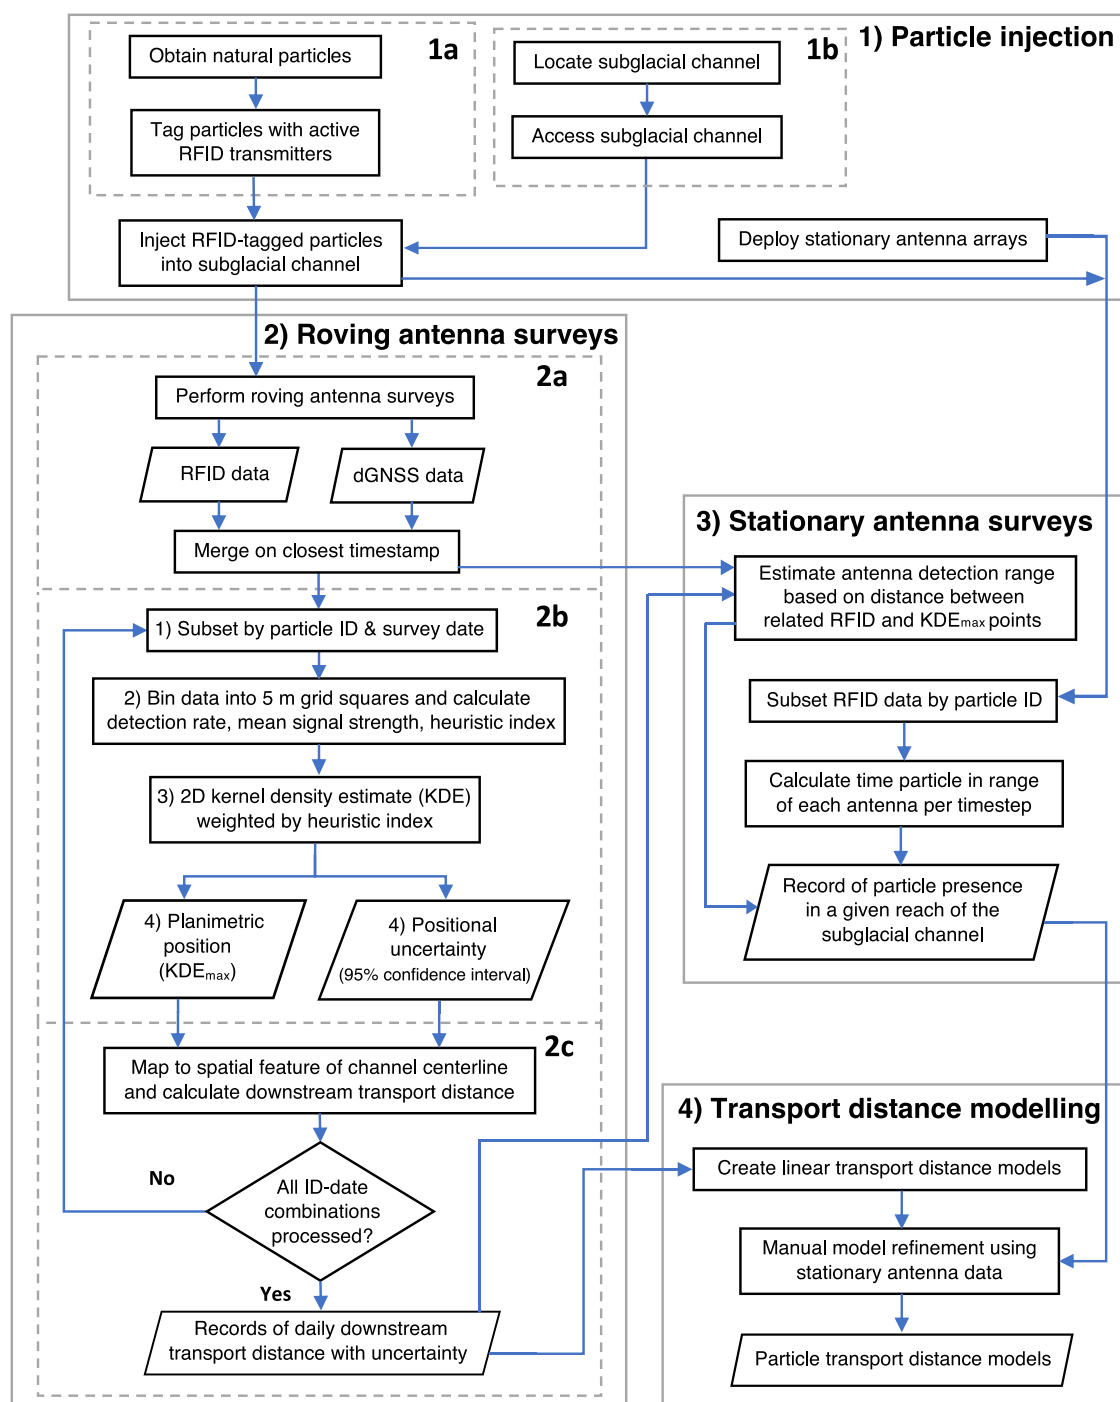 1) Particle injection
1a
Obtain natural particles
Tag particles with active
RFID transmitters
1b
Locate subglacial channel
Access subglacial channel
Inject RFID-tagged particles
into subglacial channel
Deploy stationary antenna arrays
2) Roving antenna surveys
2a
Perform roving antenna surveys
RFID data
dGNSS data
Merge on closest timestamp
2b
1) Subset by particle ID & survey date
2) Bin data into 5 m grid squares and calculate
detection rate, mean signal strength, heuristic index
3) 2D kernel density estimate (KDE)
weighted by heuristic index
4) Planimetric
position
(KDEmax)
4) Positional
uncertainty
(95% confidence interval)
2c
Map to spatial feature of channel centerline
and calculate downstream transport distance
No
All ID-date
combinations
processed?
Yes
Records of daily downstream
transport distance with uncertainty
3) Stationary antenna surveys
Estimate antenna detection range
based on distance between
related RFID and KDEmax points
Subset RFID data by particle ID
Calculate time particle in range
of each antenna per timestep
Record of particle presence
in a given reach of the
subglacial channel
4) Transport distance modelling
Create linear transport distance models
Manual model refinement using
stationary antenna data
Particle transport distance models